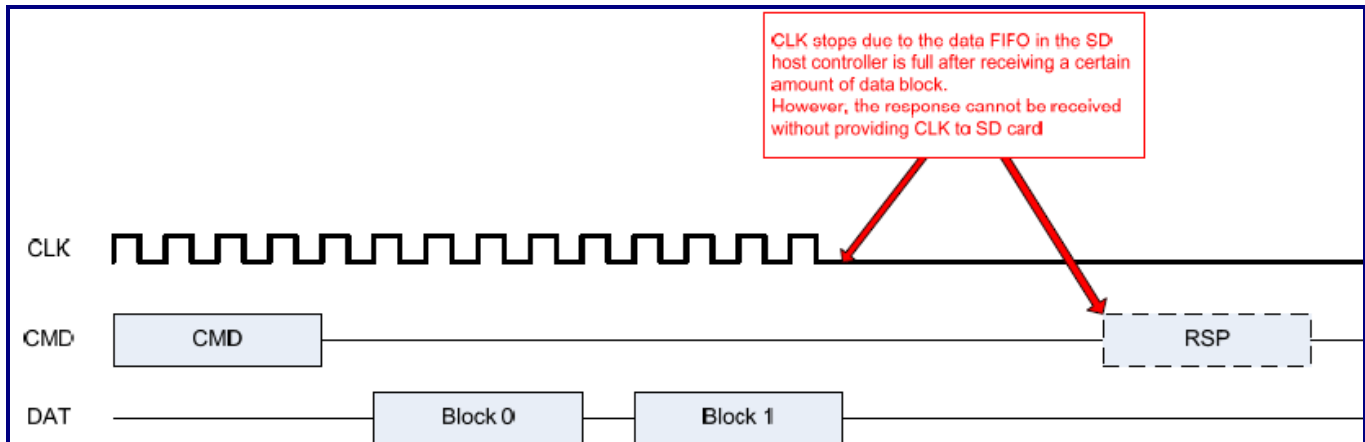 CLK stops due to the data FIFO in the SD
host controller is full after receiving a certain
amount of data block.
However, the response cannot be received
without providing CLK to SD card
CLK
CMD
CMD
RSP
DAT
Block 0
Block 1